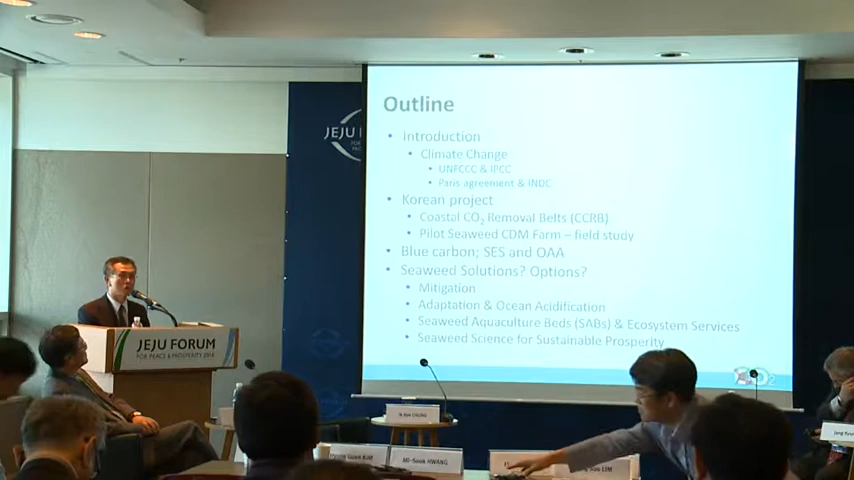 Outline
• Introduction
• Climate Change
• UNFCCC & IPCC
• Paris agreement & INDC
• Korean project
• Coastal CO₂ Removal Belts (CCRB)
• Pilot Seaweed CDM Farm – field study
• Blue carbon; SES and OAA
• Seaweed Solutions? Options?
• Mitigation
• Adaptation & Ocean Acidification
• Seaweed Aquaculture Beds (SABs) & Ecosystem Services
• Seaweed Science for Sustainable Prosperity
JEJU
JEJU FORUM
FOR PEACE & PROSPERITY
Ik Kyo CHUNG
KIM
Mi-Sook HWANG
LIM